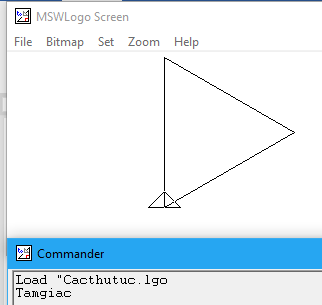 MSWLogo Screen
File Bitmap Set Zoom Help
Commander
Load "Cacthutuc.lgo
Tamgiac